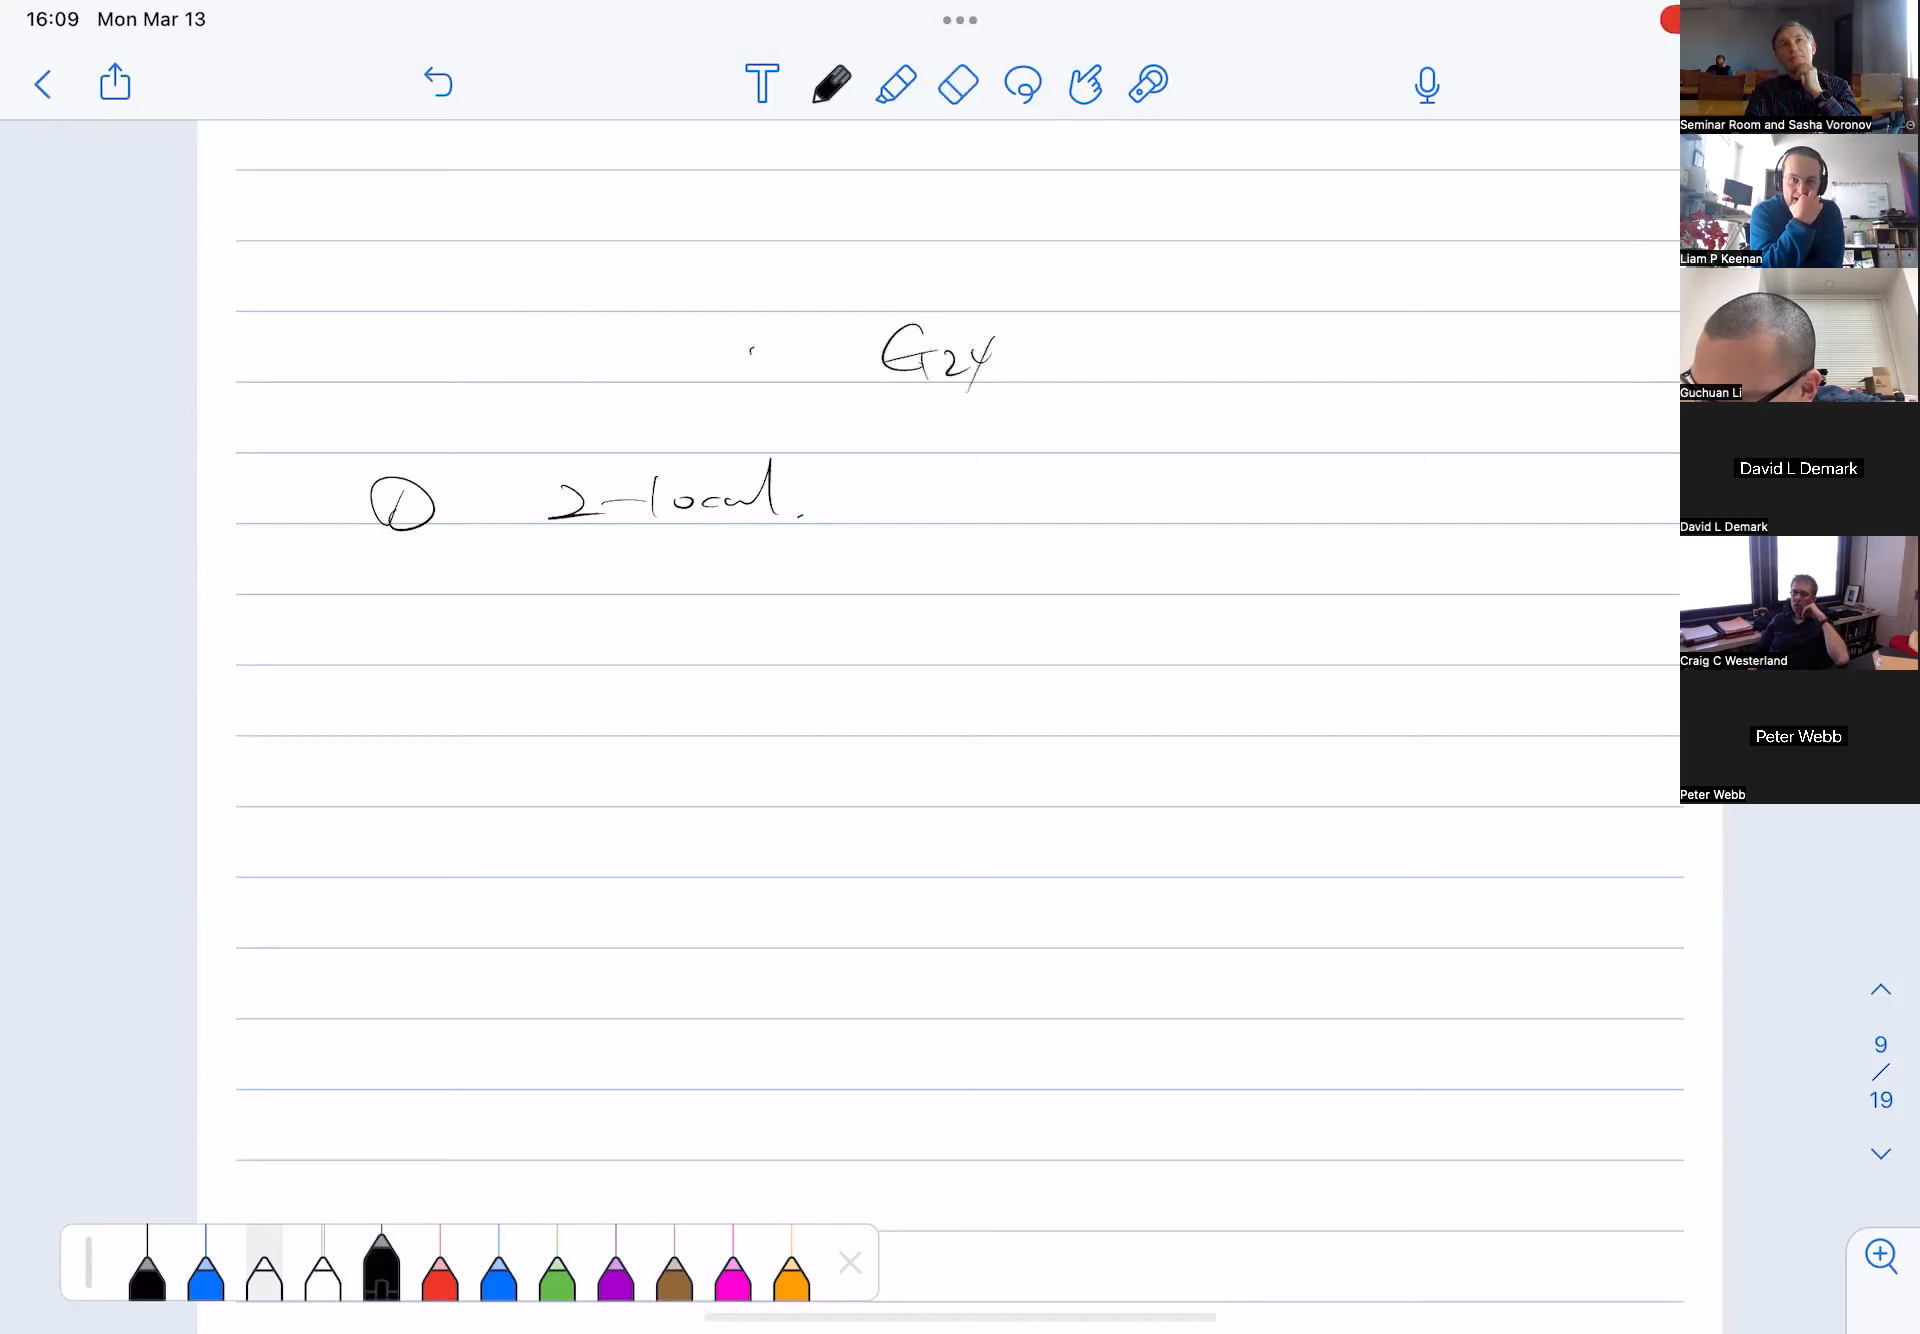 16:09 Mon Mar 13
Seminar Room and Sasha Voronov
Liam P Keenan
G24
Guchuan Li
① 2-local.
David L Demark
David L Demark
Craig C Westerland
Peter Webb
Peter Webb
9
/
19